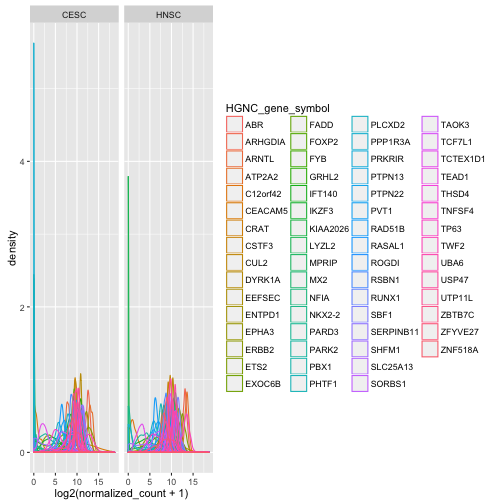 CESC HNSC
HGNC_gene_symbol
ABR FADD PLCXD2 TAOK3
ARHGDIA FOXP2 PPP1R3A TCF7L1
ARNTL FYB PRKRIR TCTEX1D1
ATP2A2 GRHL2 PTPN13 TEAD1
C12orf42 IFT140 PTPN22 THSD4
CEACAM5 IKZF3 PVT1 TNFSF4
CRAT KIAA2026 RAD51B TP63
CSTF3 LYZL2 RASAL1 TWF2
CUL2 MPRIP ROGDI UBA6
DYRK1A MX2 RSBN1 USP47
EEFSEC NFIA RUNX1 UTP11L
ENTPD1 NKX2-2 SBF1 ZBTB7C
EPHA3 PARD3 SERPINB11 ZFYVE27
ERBB2 PARK2 SHFM1 ZNF518A
ETS2 PBX1 SLC25A13
EXOC6B PHTF1 SORBS1
density
4
2
0
0 5 10 15 0 5 10 15
log2(normalized_count + 1)